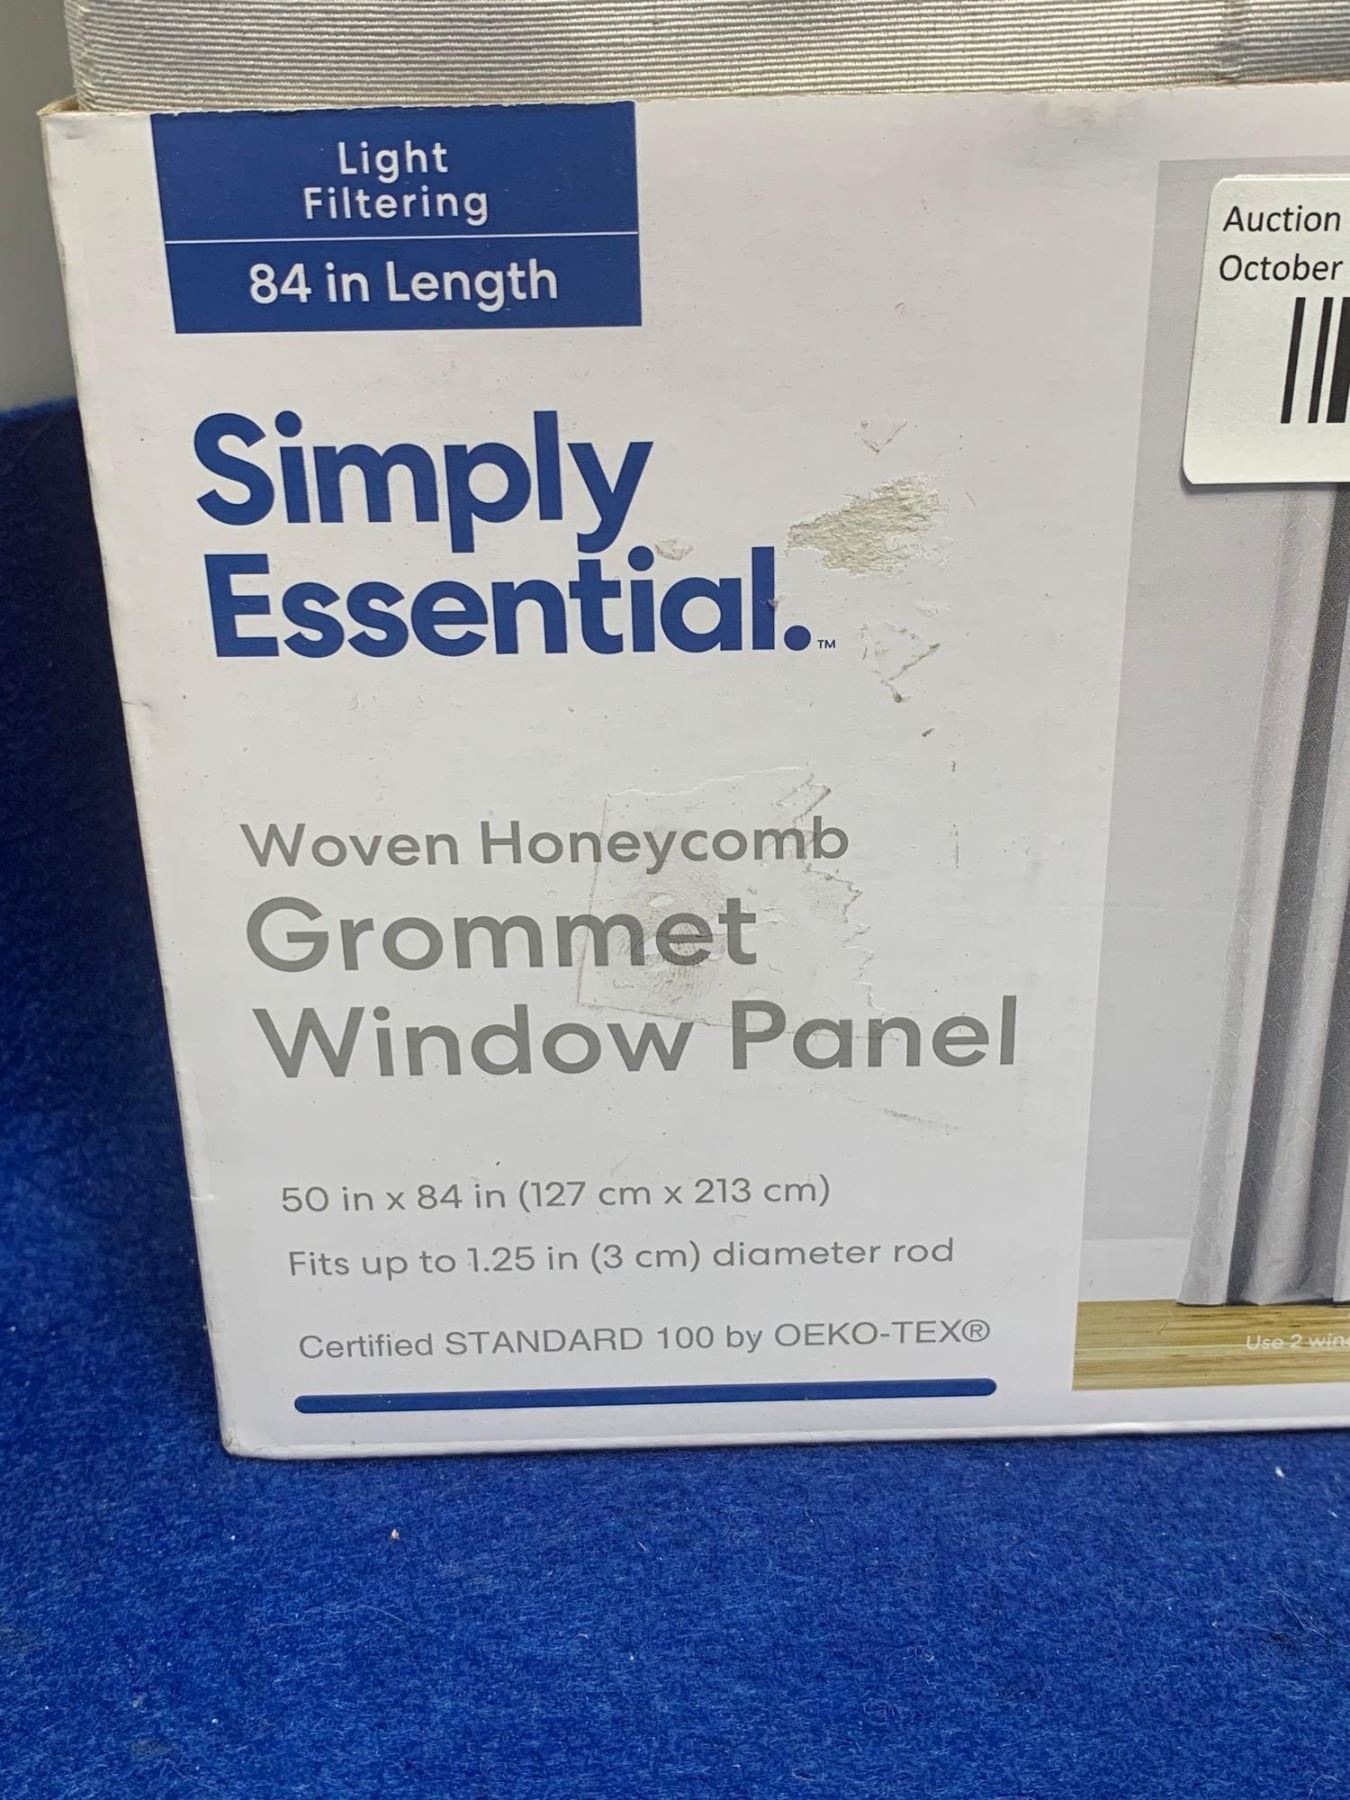 Light
Filtering
84 in Length
Auction
October
Simply
Essential.™
Woven Honeycomb
Grommet
Window Panel
50 in x 84 in (127 cm x 213 cm)
Fits up to 1.25 in (3 cm) diameter rod
Certified STANDARD 100 by OEKO-TEX®
Use 2